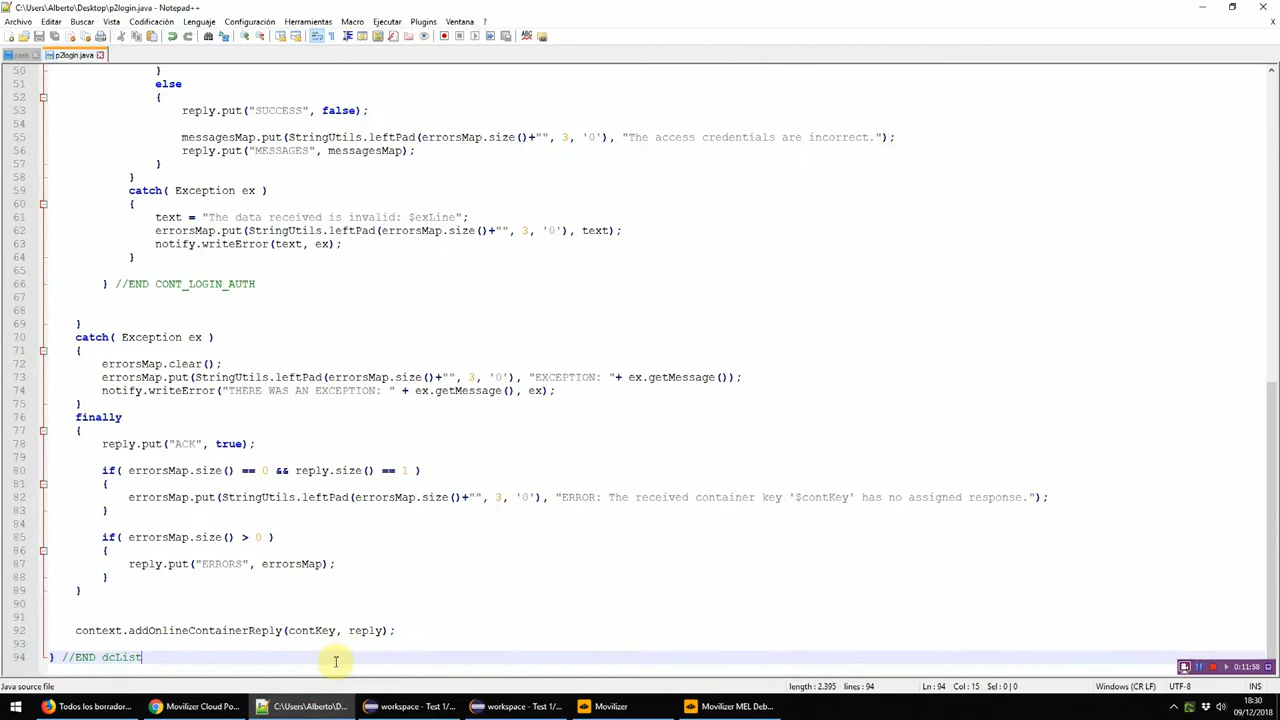 C:\Users\Alberto\Desktop\p2login.java - Notepad++
Archivo Editar Buscar Vista Codificación Lenguaje Configuración Herramientas Macro Ejecutar Plugins Ventana ?
p2login.java
50 }
51 else
52 {
53 reply.put("SUCCESS", false);
54
55 messagesMap.put(StringUtils.leftPad(errorsMap.size()+"", 3, '0'), "The access credentials are incorrect.");
56 reply.put("MESSAGES", messagesMap);
57 }
58 }
59 catch( Exception ex )
60 {
61 text = "The data received is invalid: $exLine";
62 errorsMap.put(StringUtils.leftPad(errorsMap.size()+"", 3, '0'), text);
63 notify.writeError(text, ex);
64 }
65
66 } //END CONT_LOGIN_AUTH
67
68
69 }
70 catch( Exception ex )
71 {
72 errorsMap.clear();
73 errorsMap.put(StringUtils.leftPad(errorsMap.size()+"", 3, '0'), "EXCEPTION: "+ ex.getMessage());
74 notify.writeError("THERE WAS AN EXCEPTION: " + ex.getMessage(), ex);
75 }
76 finally
77 {
78 reply.put("ACK", true);
79
80 if( errorsMap.size() == 0 && reply.size() == 1 )
81 {
82 errorsMap.put(StringUtils.leftPad(errorsMap.size()+"", 3, '0'), "ERROR: The received container key '$contKey' has no assigned response.");
83 }
84
85 if( errorsMap.size() > 0 )
86 {
87 reply.put("ERRORS", errorsMap);
88 }
89 }
90
91
92 context.addOnlineContainerReply(contKey, reply);
93
94 } //END dcList
0:11:58
Java source file length : 2.395 lines : 94 Ln : 94 Col : 15 Sel : 0 | 0 Windows (CR LF) UTF-8 INS
Todos los borrador... Movilizer Cloud Po... C:\Users\Alberto\D... workspace - Test 1/... workspace - Test 1/... Movilizer Movilizer MEL Deb...
18:30
09/12/2018